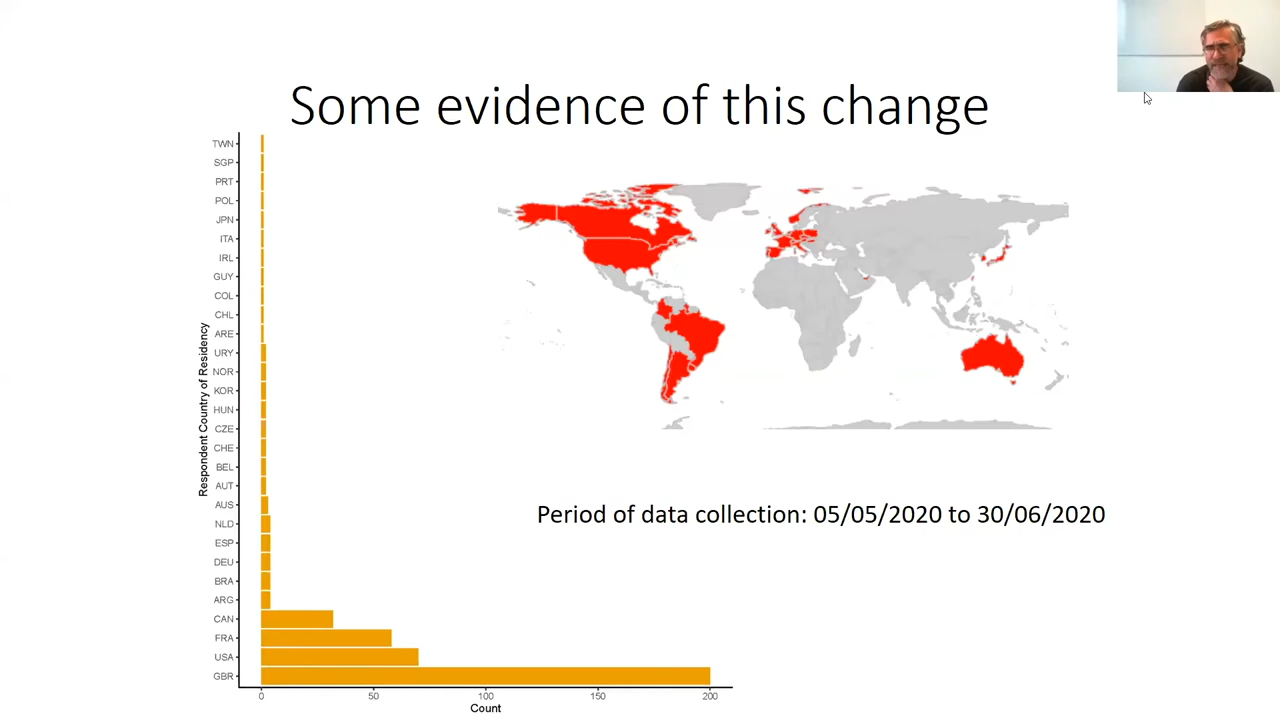 Some evidence of this change
TWN
SGP
PRT
POL
JPN
ITA
IRL
GUY
COL
CHL
ARE
URY
NOR
KOR
HUN
CZE
CHE
BEL
AUT
AUS
NLD
ESP
DEU
BRA
ARG
CAN
FRA
USA
GBR
Respondent Country of Residency
0 50 100 150 200
Count
Period of data collection: 05/05/2020 to 30/06/2020